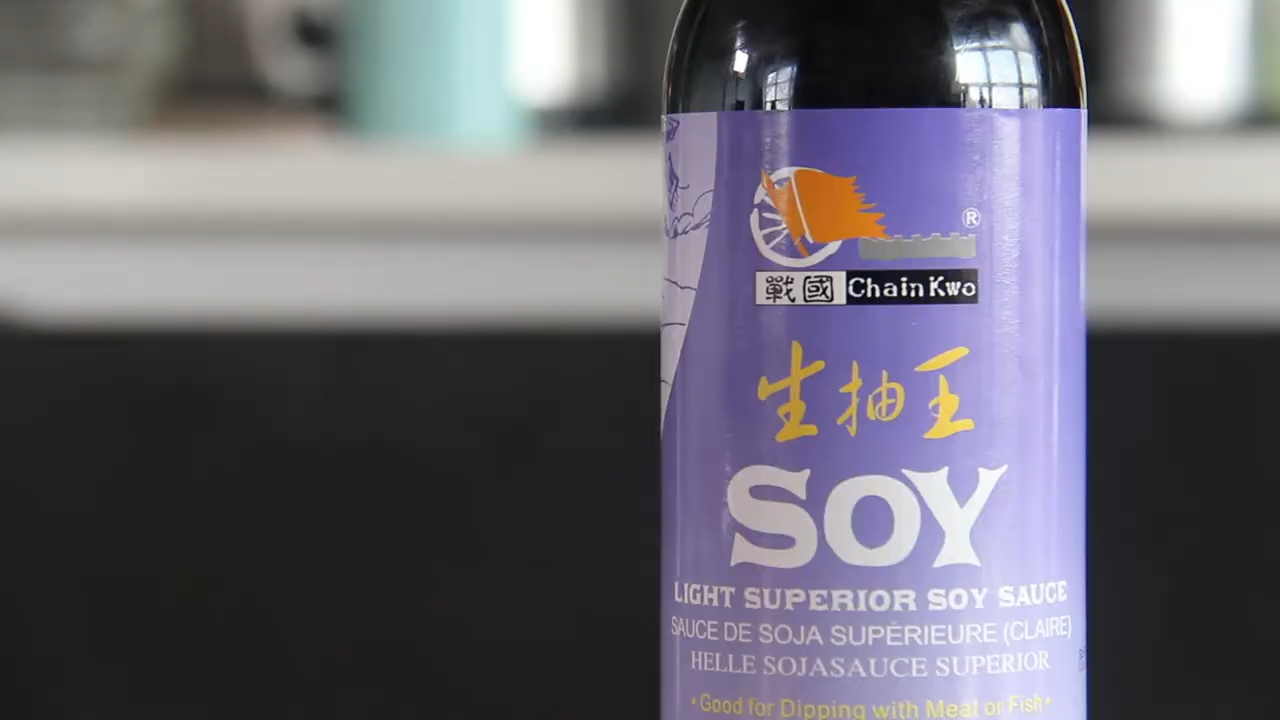 ®
戰國 Chain Kwo
生抽王
SOY
LIGHT SUPERIOR SOY SAUCE
SAUCE DE SOJA SUPÉRIEURE (CLAIRE)
HELLE SOJASAUCE SUPERIOR
• Good for Dipping with Meat or Fish •